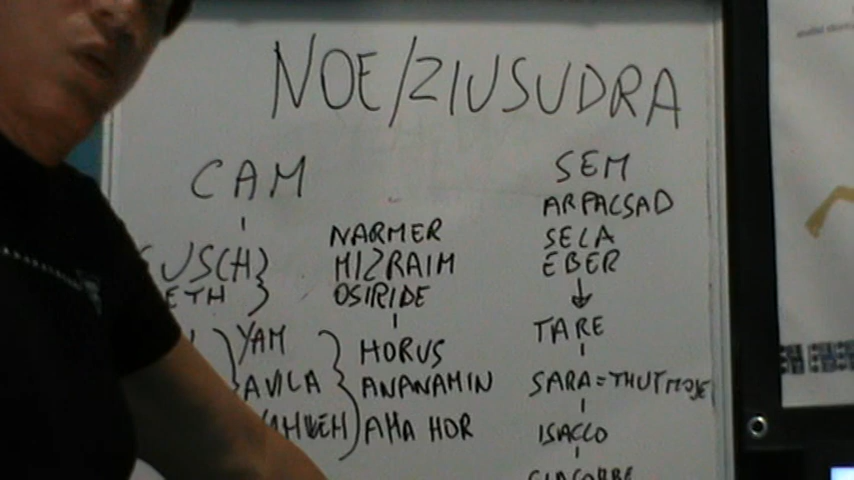 NOE/ZIUSUDRA
CAM
SEM
ARPACSAD
SELA
EBER
TARE
SARA=THUTMOSE
ISACCO
NARMER
MIZRAIM
OSIRIDE
HORUS
ANANAMIN
AHA HOR
YAM
AVILA